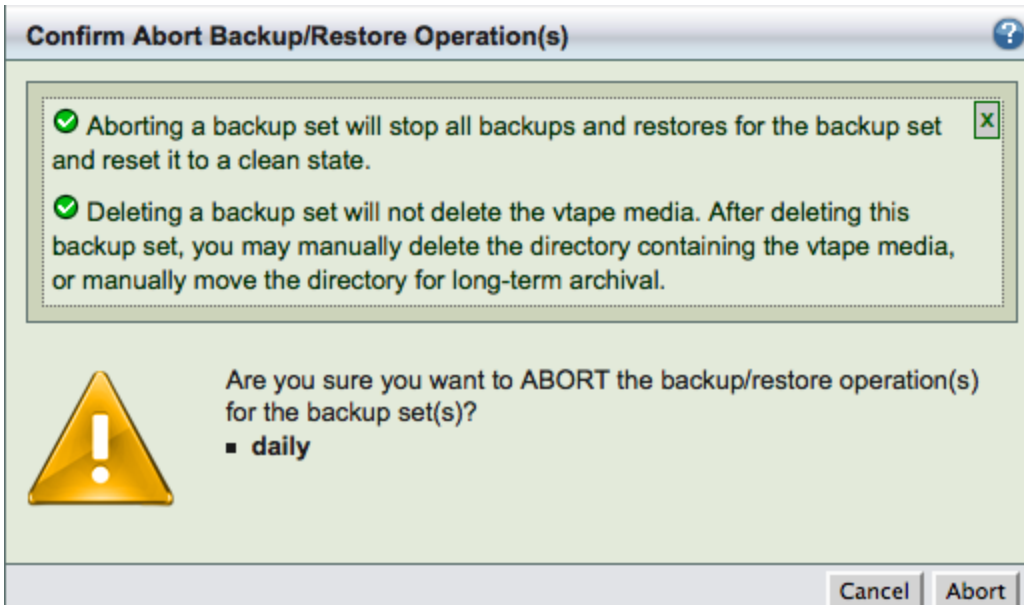 Confirm Abort Backup/Restore Operation(s)
?
x
Aborting a backup set will stop all backups and restores for the backup set
and reset it to a clean state.
Deleting a backup set will not delete the vtape media. After deleting this
backup set, you may manually delete the directory containing the vtape media,
or manually move the directory for long-term archival.
Are you sure you want to ABORT the backup/restore operation(s)
for the backup set(s)?
▪ daily
Cancel Abort